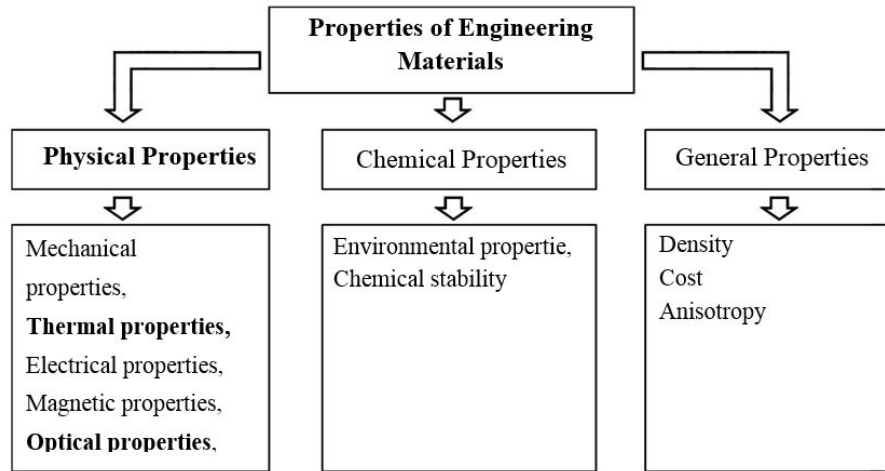 Properties of Engineering
Materials
Physical Properties
Chemical Properties
General Properties
Mechanical
properties,
Thermal properties,
Electrical properties,
Magnetic properties,
Optical properties,
Environmental propertie,
Chemical stability
Density
Cost
Anisotropy